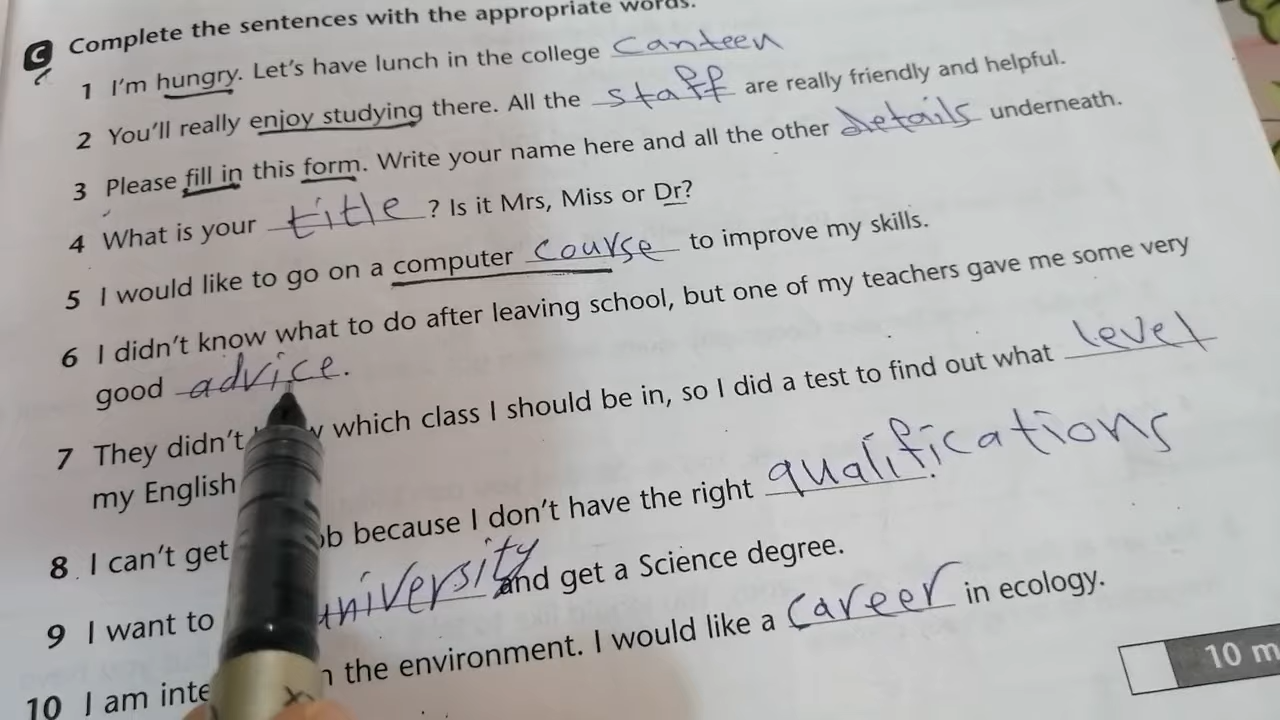 C Complete the sentences with the appropriate words.
1 I'm hungry. Let's have lunch in the college canteen
2 You'll really enjoy studying there. All the staff are really friendly and helpful.
3 Please fill in this form. Write your name here and all the other details underneath.
4 What is your title ? Is it Mrs, Miss or Dr?
5 I would like to go on a computer course to improve my skills.
6 I didn't know what to do after leaving school, but one of my teachers gave me some very
good advice.
7 They didn't which class I should be in, so I did a test to find out what level
my English
8 I can't get because I don't have the right qualifications.
9 I want to university and get a Science degree.
10 I am the environment. I would like a career in ecology.
10 m